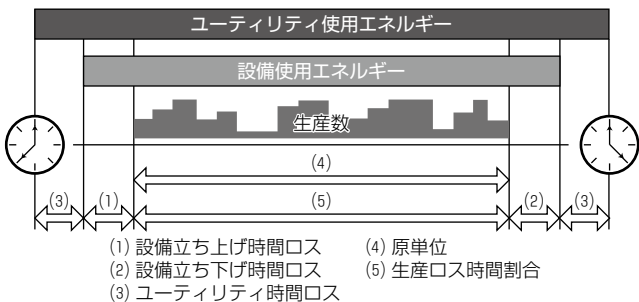 ユーティリティ使用エネルギー
設備使用エネルギー
生産数
(4)
(3) (1) (5) (2) (3)
(1) 設備立ち上げ時間ロス (4) 原単位
(2) 設備立ち下げ時間ロス (5) 生産ロス時間割合
(3) ユーティリティ時間ロス